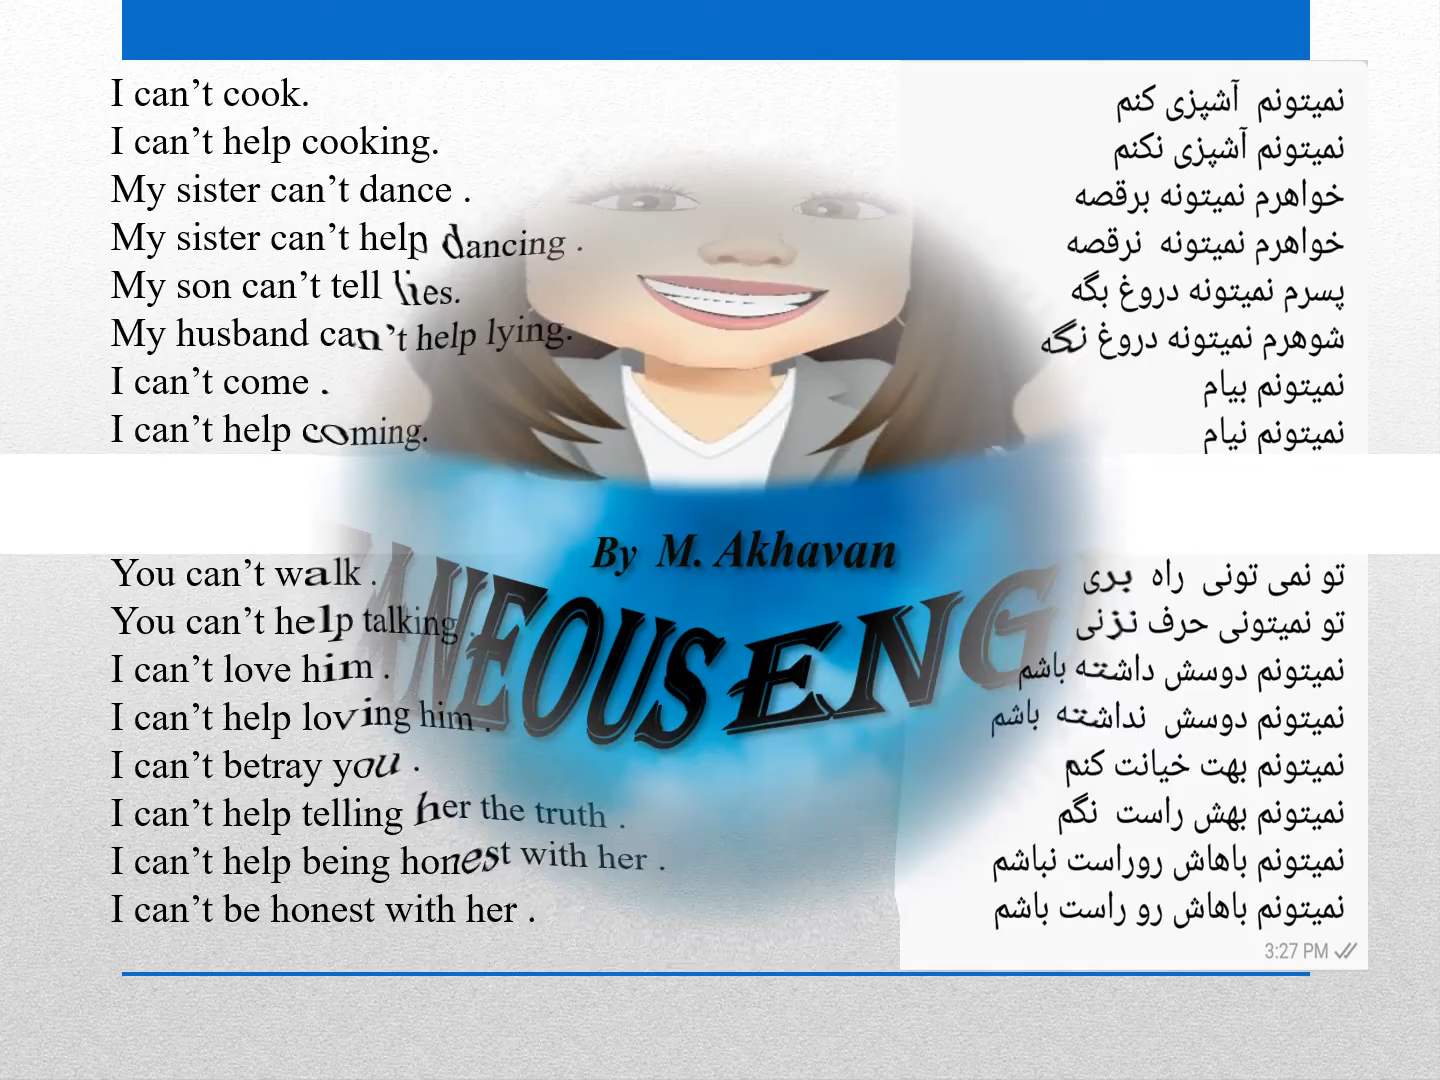 I can't cook.
I can't help cooking.
My sister can't dance .
My sister can't help dancing .
My son can't tell lies.
My husband can't help lying.
I can't come .
I can't help coming.
You can't walk .
You can't help talking .
I can't love him .
I can't help loving him .
I can't betray you .
I can't help telling her the truth .
I can't help being honest with her .
I can't be honest with her .
نمیتونم آشپزی کنم
نمیتونم آشپزی نکنم
خواهرم نمیتونه برقصه
خواهرم نمیتونه نرقصه
پسرم نمیتونه دروغ بگه
شوهرم نمیتونه دروغ نگه
نمیتونم بیام
نمیتونم نیام
تو نمی تونی راه بری
تو نمیتونی حرف نزنی
نمیتونم دوسش داشته باشم
نمیتونم دوسش نداشته باشم
نمیتونم بهت خیانت کنم
نمیتونم بهش راست نگم
نمیتونم باهاش روراست نباشم
نمیتونم باهاش رو راست باشم
3:27 PM
By M. Akhavan